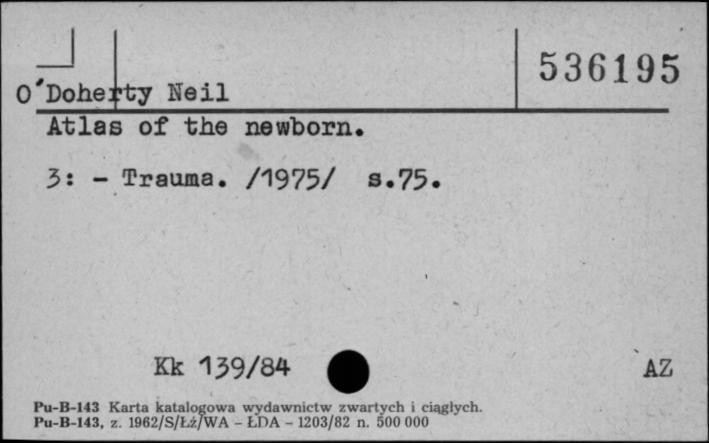 536195
O'Doherty Neil
Atlas of the newborn.
3: - Trauma. /1975/ s.75.
Kk 139/84
AZ
Pu-B-143 Karta katalogowa wydawnictw zwartych i ciągłych.
Pu-B-143, z. 1962/S/Łż/WA - ŁDA - 1203/82 n. 500 000